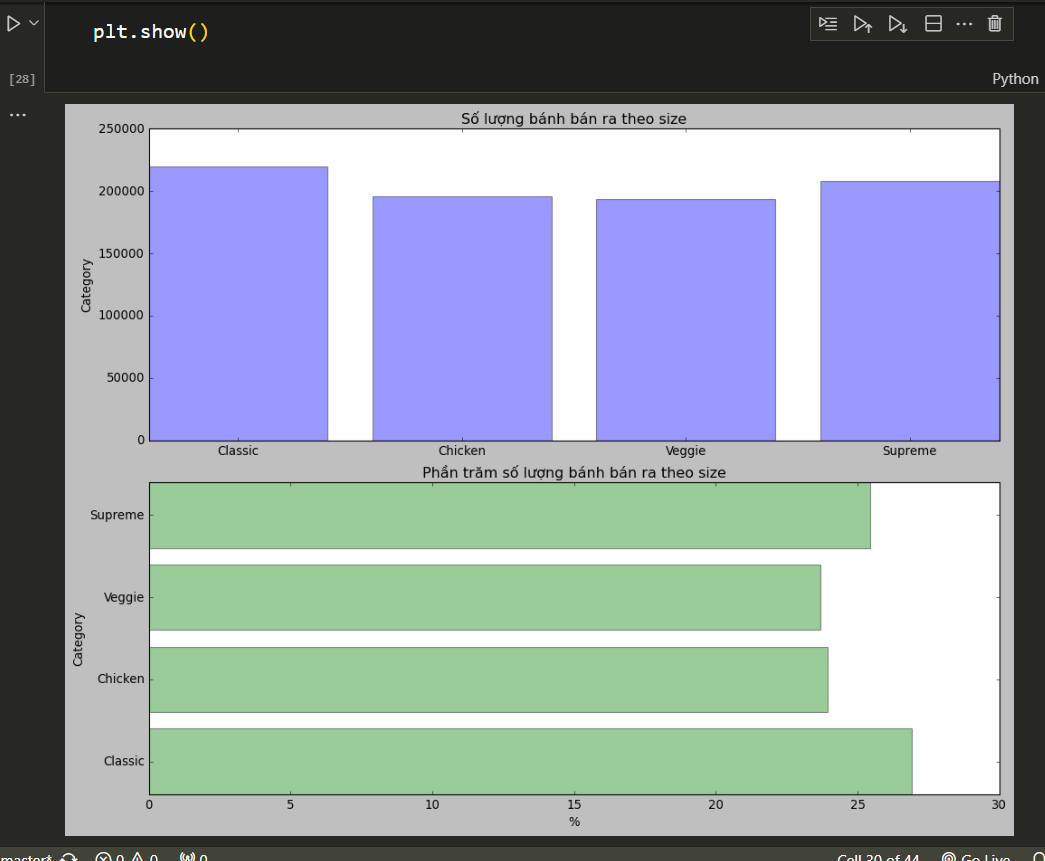 plt.show()
[28]
Python
Số lượng bánh bán ra theo size
250000
200000
150000
100000
50000
0
Category
Classic Chicken Veggie Supreme
Phần trăm số lượng bánh bán ra theo size
Supreme
Veggie
Chicken
Classic
Category
0 5 10 15 20 25 30
%
master* 0 0 0 Cell 30 of 44 Go Live